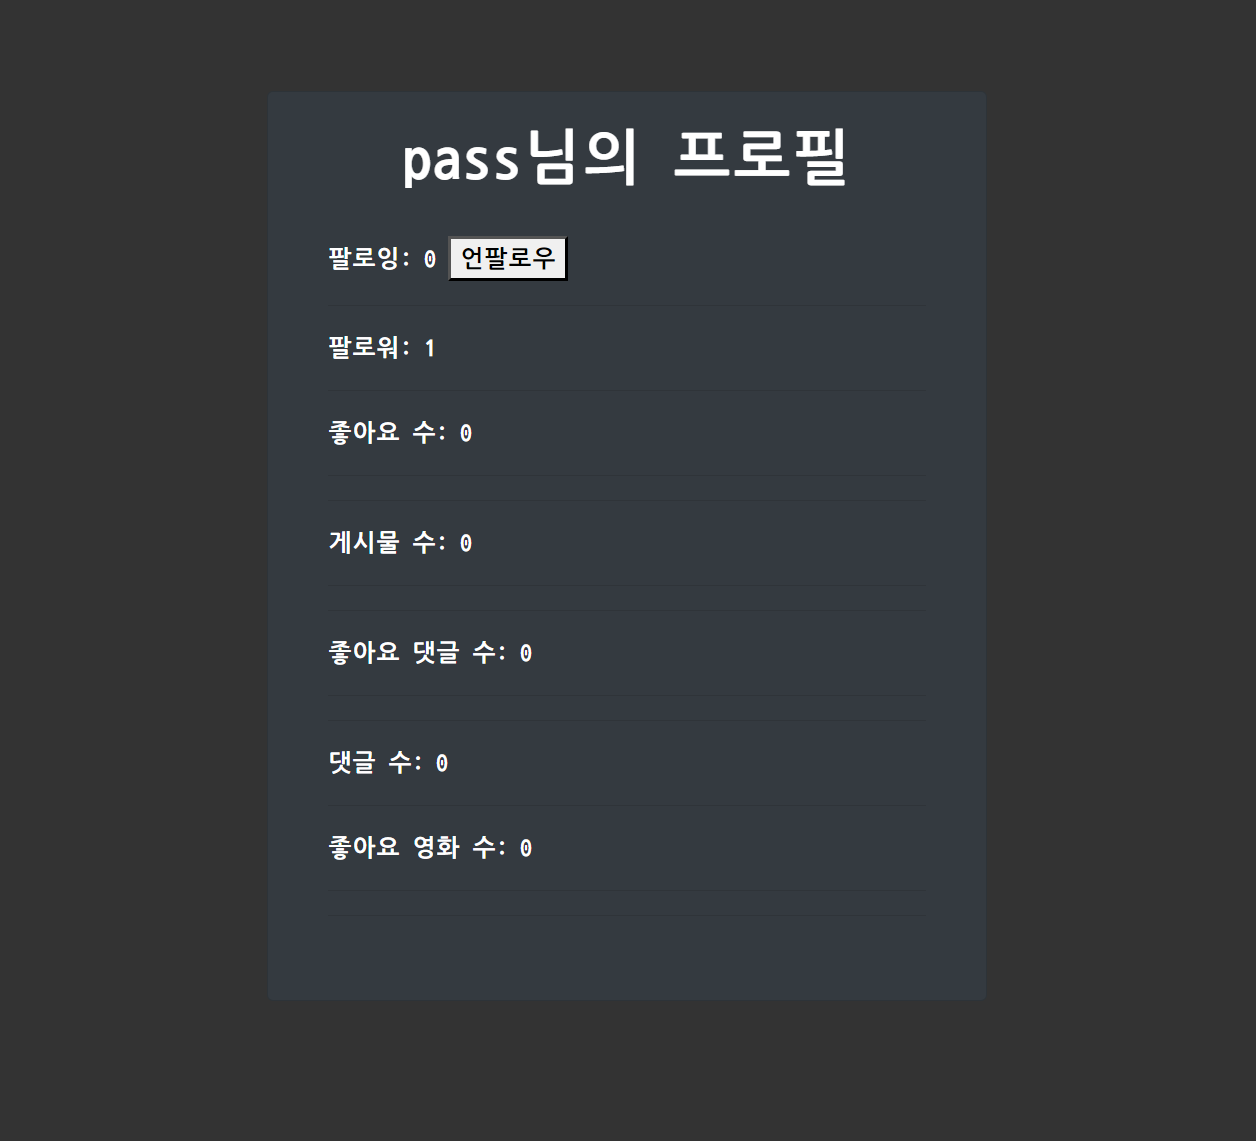 pass님의 프로필
팔로잉: 0 언팔로우
팔로워: 1
좋아요 수: 0
게시물 수: 0
좋아요 댓글 수: 0
댓글 수: 0
좋아요 영화 수: 0